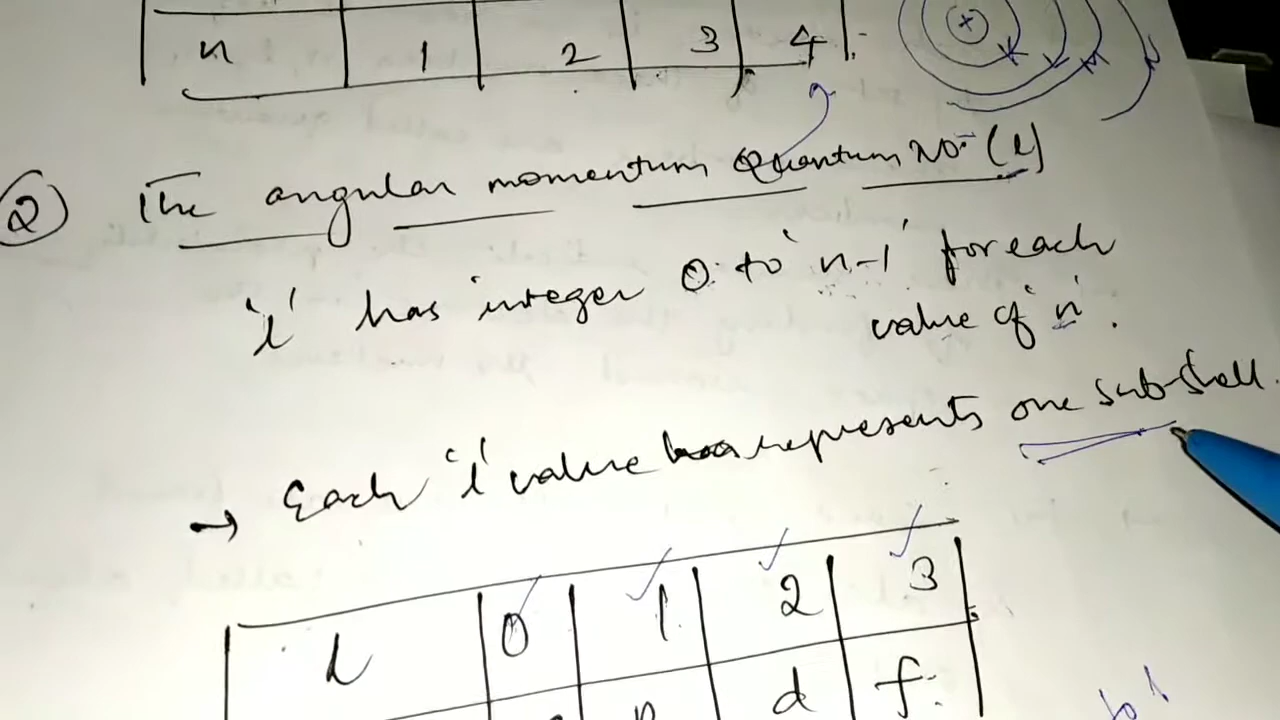 n 1 2 3 4
+
2 The angular momentum Quantum No. (l)
'l' has integer 0 to 'n-1' for each
value of 'n'.
→ Each 'l' value represents one sub-shell.
l 0 1 2 3
p d f